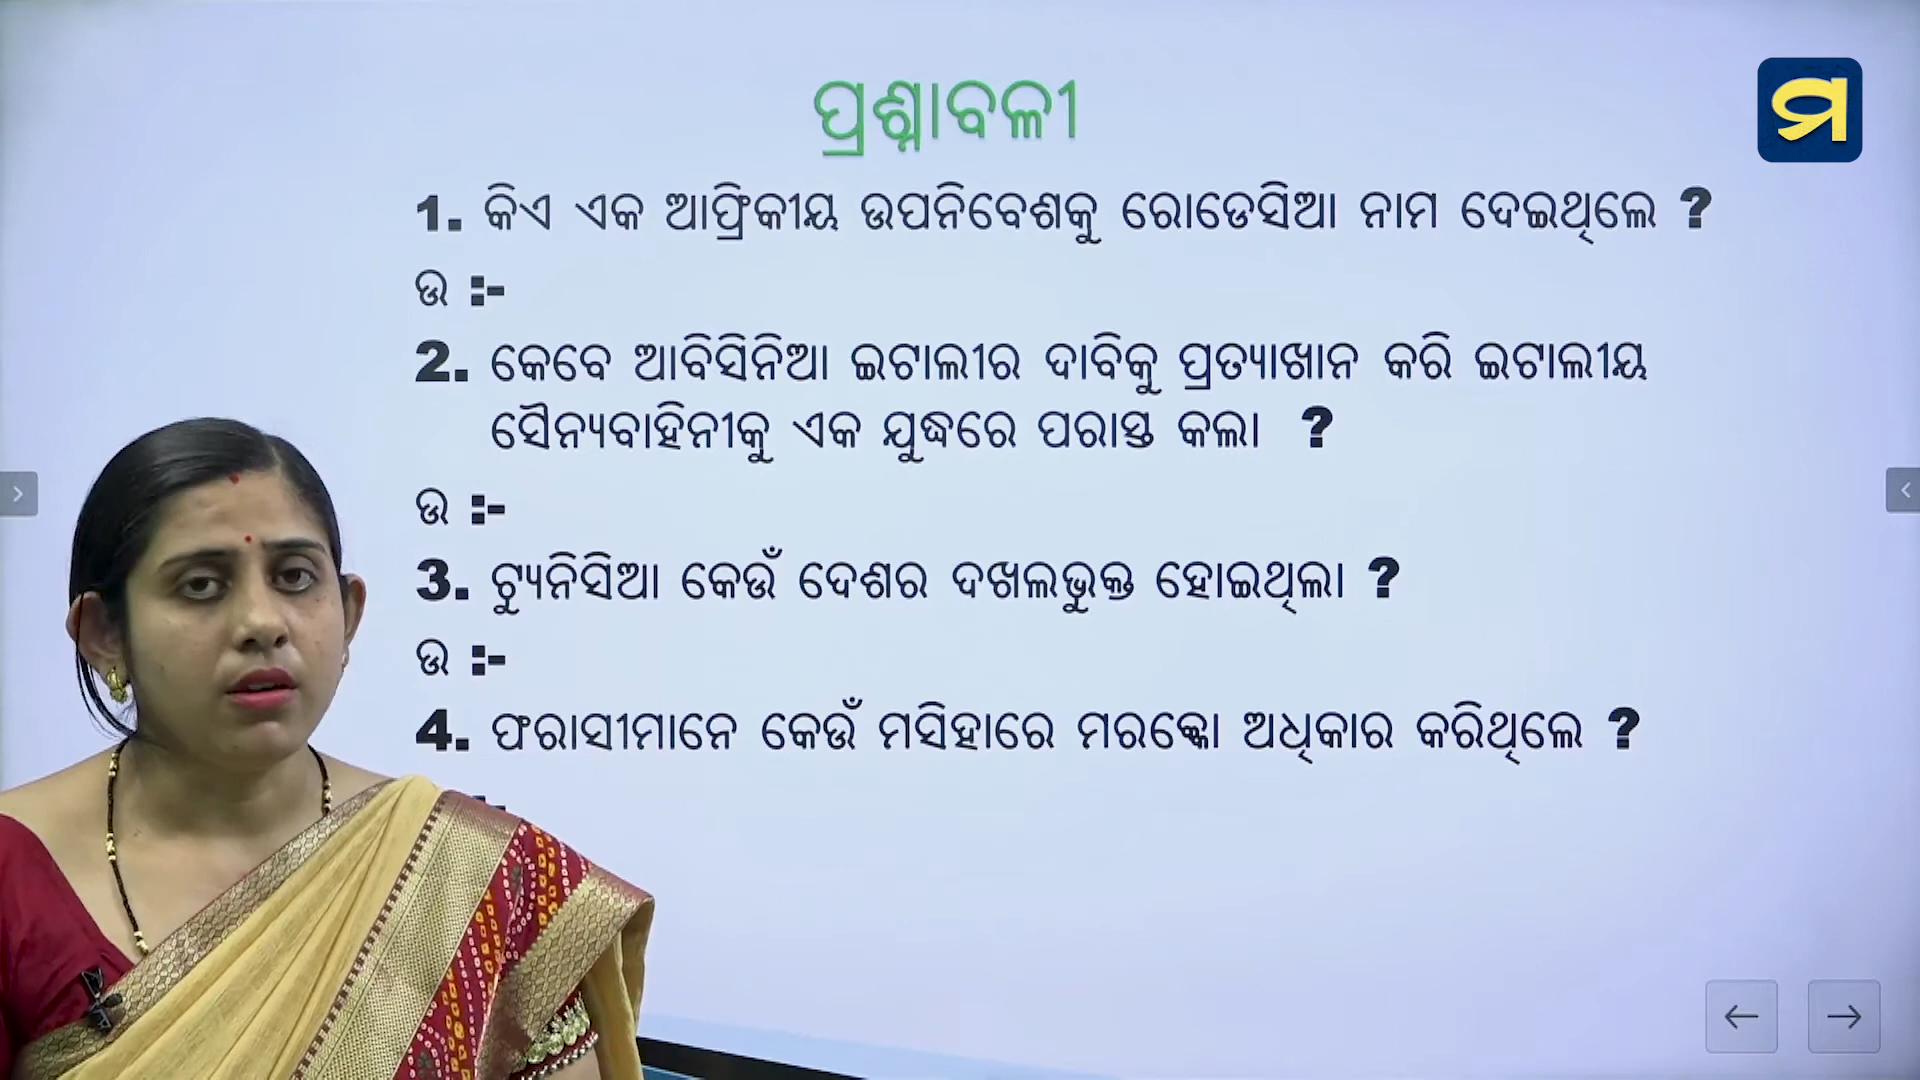 ପ୍ରଶ୍ନାବଳୀ
ମ
1. କିଏ ଏକ ଆଫ୍ରିକୀୟ ଉପନିବେଶକୁ ରୋଡେସିଆ ନାମ ଦେଇଥିଲେ ?
ଉ :-
2. କେବେ ଆବିସିନିଆ ଇଟାଲୀର ଦାବିକୁ ପ୍ରତ୍ୟାଖାନ କରି ଇଟାଲୀୟ
ସୈନ୍ୟବାହିନୀକୁ ଏକ ଯୁଦ୍ଧରେ ପରାସ୍ତ କଲା ?
ଉ :-
3. ଟ୍ୟୁନିସିଆ କେଉଁ ଦେଶର ଦଖଲଭୁକ୍ତ ହୋଇଥିଲା ?
ଉ :-
4. ଫରାସୀମାନେ କେଉଁ ମସିହାରେ ମରକ୍କୋ ଅଧିକାର କରିଥିଲେ ?